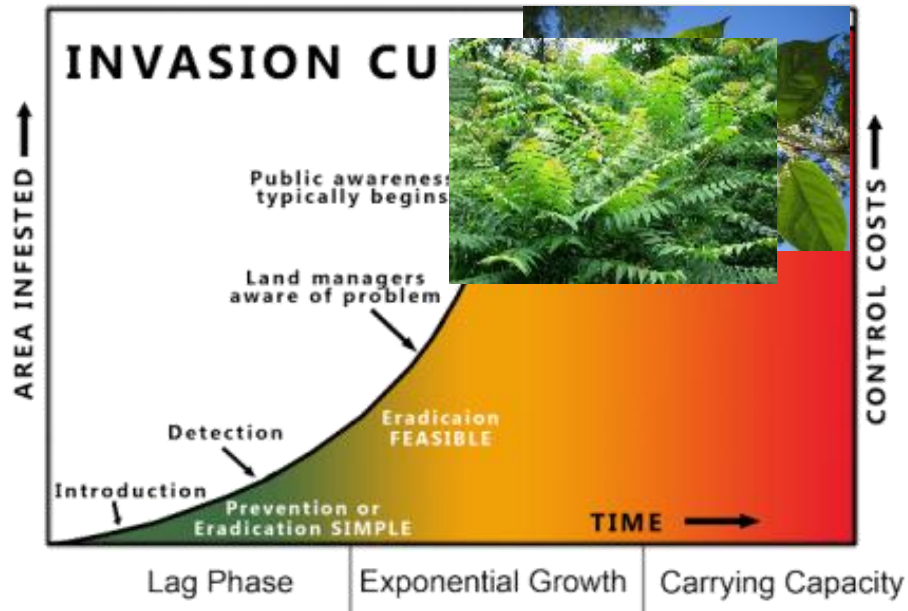 INVASION CU
Public awareness
typically begins
Land managers
aware of problem
Detection
Introduction
Eradicaion
FEASIBLE
Prevention or
Eradication SIMPLE
TIME
AREA INFESTED
CONTROL COSTS
Lag Phase
Exponential Growth
Carrying Capacity